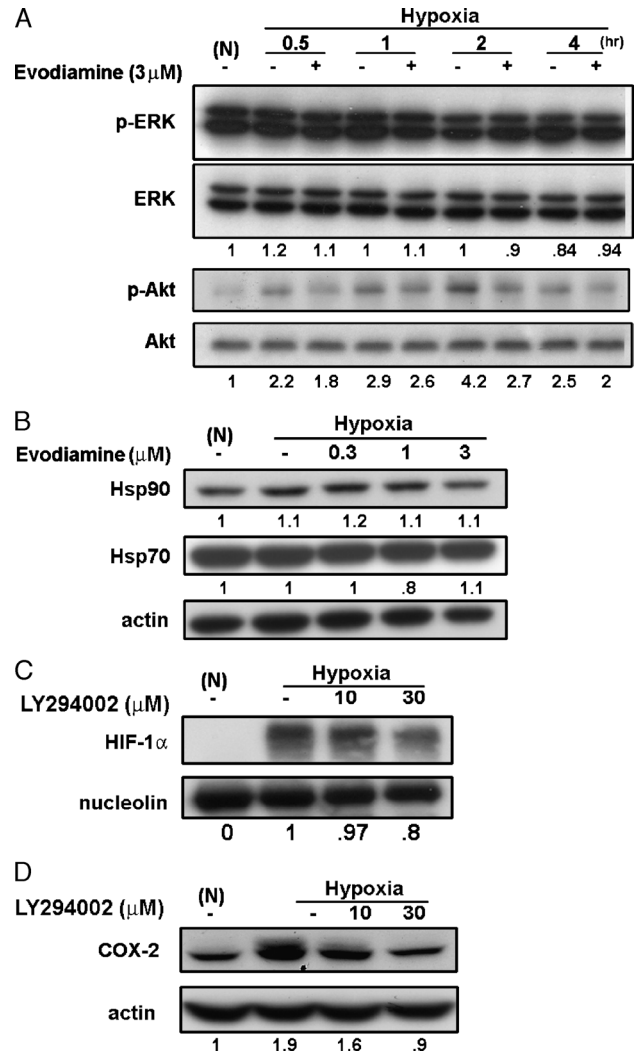 A
Hypoxia
(N) 0.5 1 2 4 (hr)
Evodiamine (3 μM) - - + - + - + - +
p-ERK
ERK
1 1.2 1.1 1 1.1 1 .9 .84 .94
p-Akt
Akt
1 2.2 1.8 2.9 2.6 4.2 2.7 2.5 2
B
(N) Hypoxia
Evodiamine (μM) - - 0.3 1 3
Hsp90
1 1.1 1.2 1.1 1.1
Hsp70
1 1 1 .8 1.1
actin
C
(N) Hypoxia
LY294002 (μM) - - 10 30
HIF-1α
nucleolin
0 1 .97 .8
D
(N) Hypoxia
LY294002 (μM) - - 10 30
COX-2
actin
1 1.9 1.6 .9